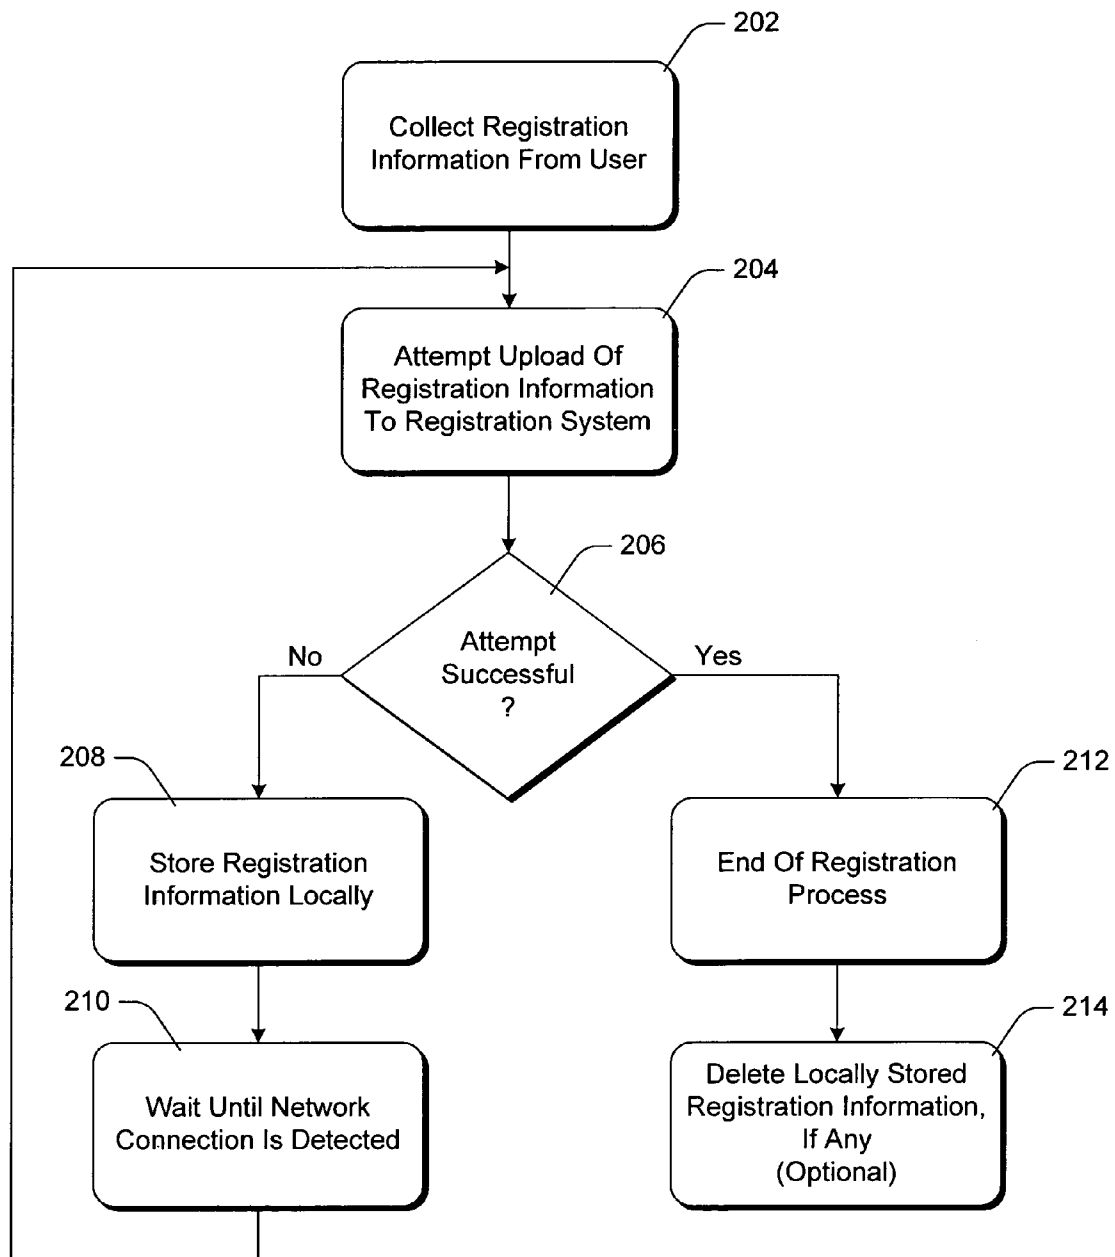 202
Collect Registration
Information From User
204
Attempt Upload Of
Registration Information
To Registration System
206
Attempt
Successful
?
No
Yes
208
Store Registration
Information Locally
212
End Of Registration
Process
210
Wait Until Network
Connection Is Detected
214
Delete Locally Stored
Registration Information,
If Any
(Optional)